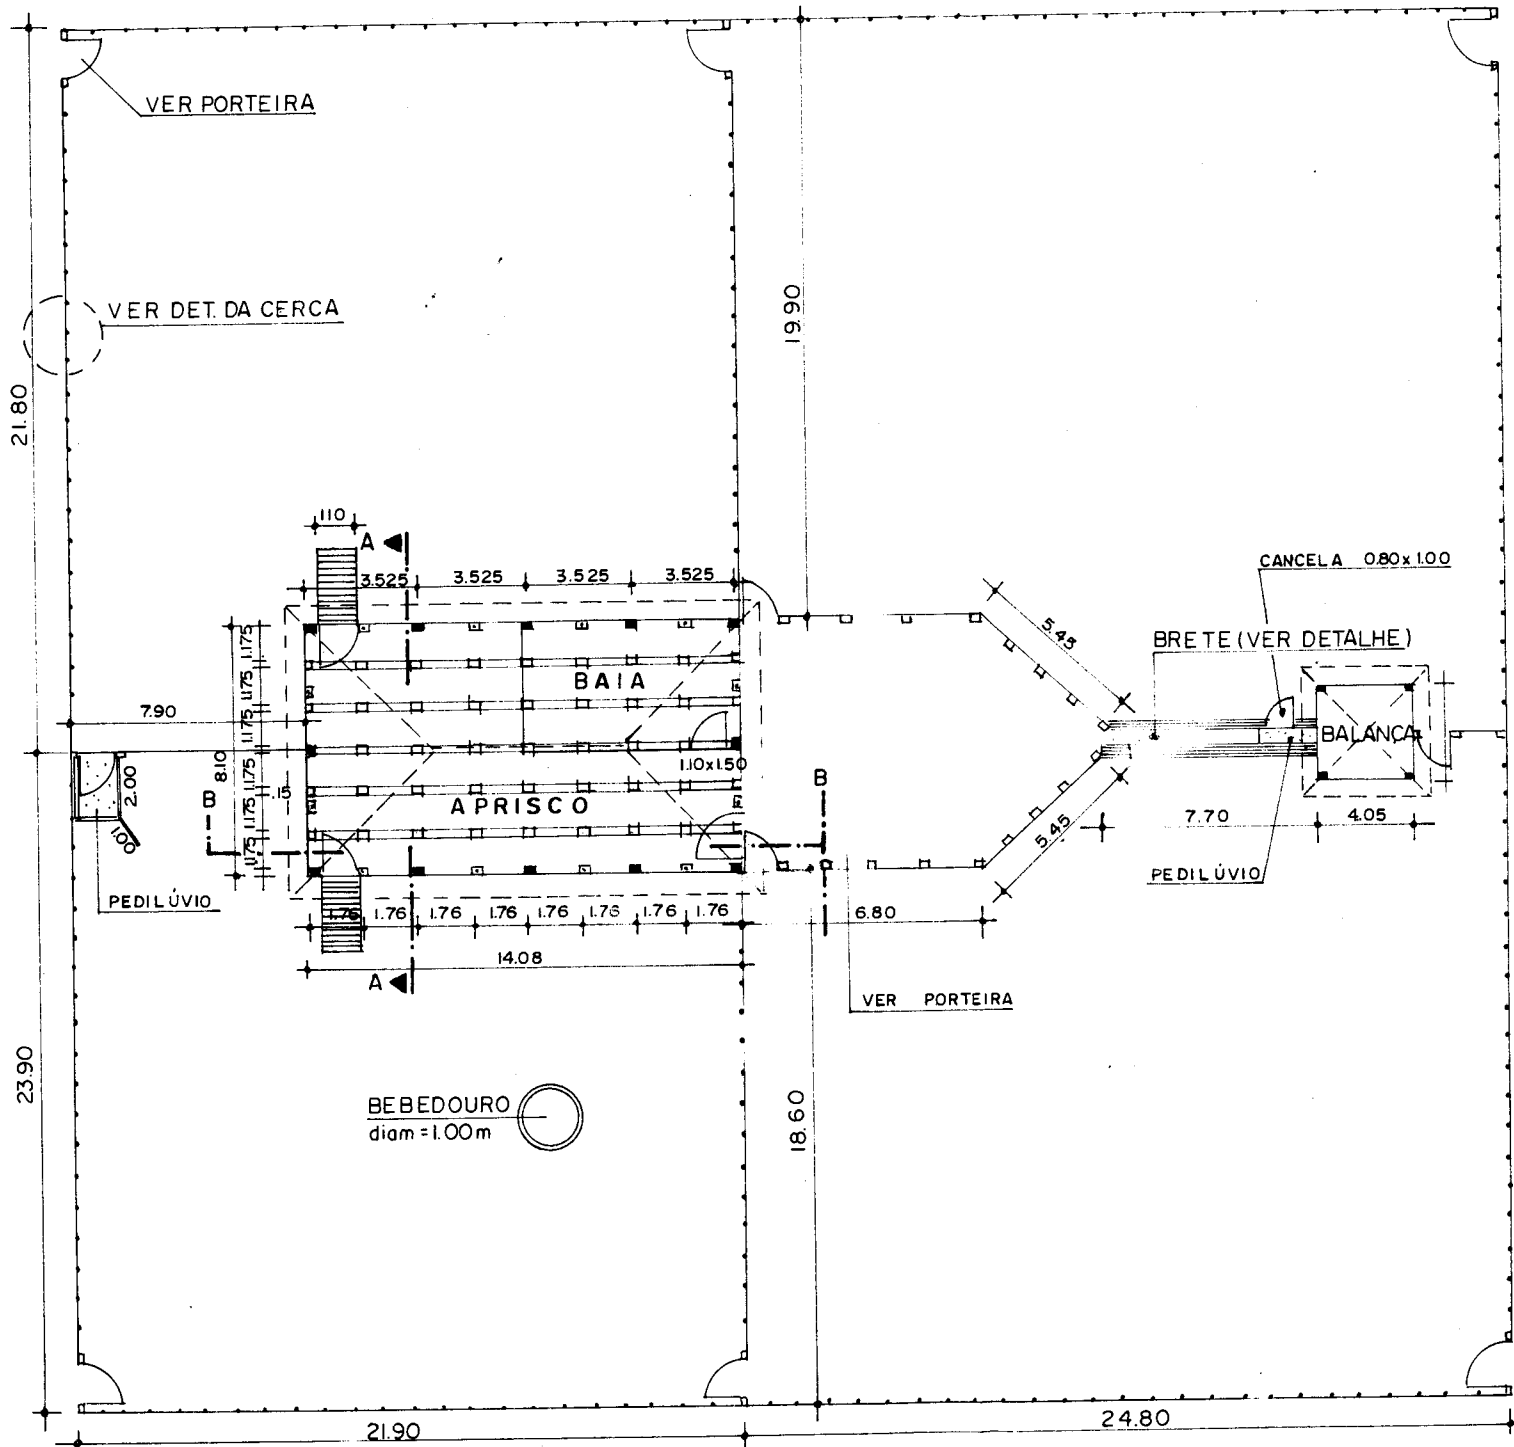 VER PORTEIRA
VER DET. DA CERCA
19.90
21.80
110
A
3.525 3.525 3.525 3.525
CANCELA 0.80x1.00
5.45
BRETE (VER DETALHE)
1.175
1.175
1.175
1.175
1.175
1.175
BAIA
7.90
BALANÇA
8.10
1.10x1.50
B
.15
APRISCO
B
2.00
1.00
5.45
7.70
4.05
PEDILÚVIO
PEDILÚVIO
1.76 1.76 1.76 1.76 1.76 1.76 1.76 1.76
6.80
14.08
A
VER PORTEIRA
23.90
BEBEDOURO
diam=1.00m
18.60
21.90
24.80